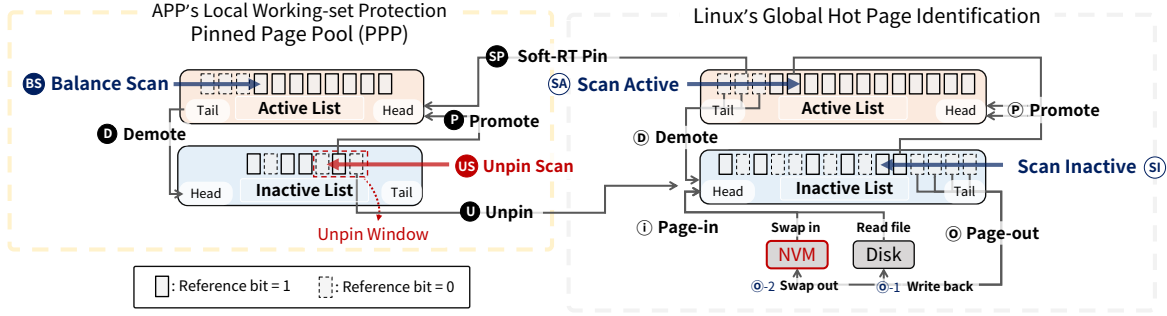 APP's Local Working-set Protection
Pinned Page Pool (PPP)
Linux's Global Hot Page Identification
SP Soft-RT Pin
BS Balance Scan
Tail
Active List
Head
D Demote
P Promote
US Unpin Scan
Head
Inactive List
Tail
U Unpin
Unpin Window
: Reference bit = 1
: Reference bit = 0
SA Scan Active
Tail
Active List
Head
P Promote
D Demote
Scan Inactive SI
Head
Inactive List
Tail
i Page-in
Swap in
Read file
O Page-out
NVM
Disk
O-2 Swap out
O-1 Write back